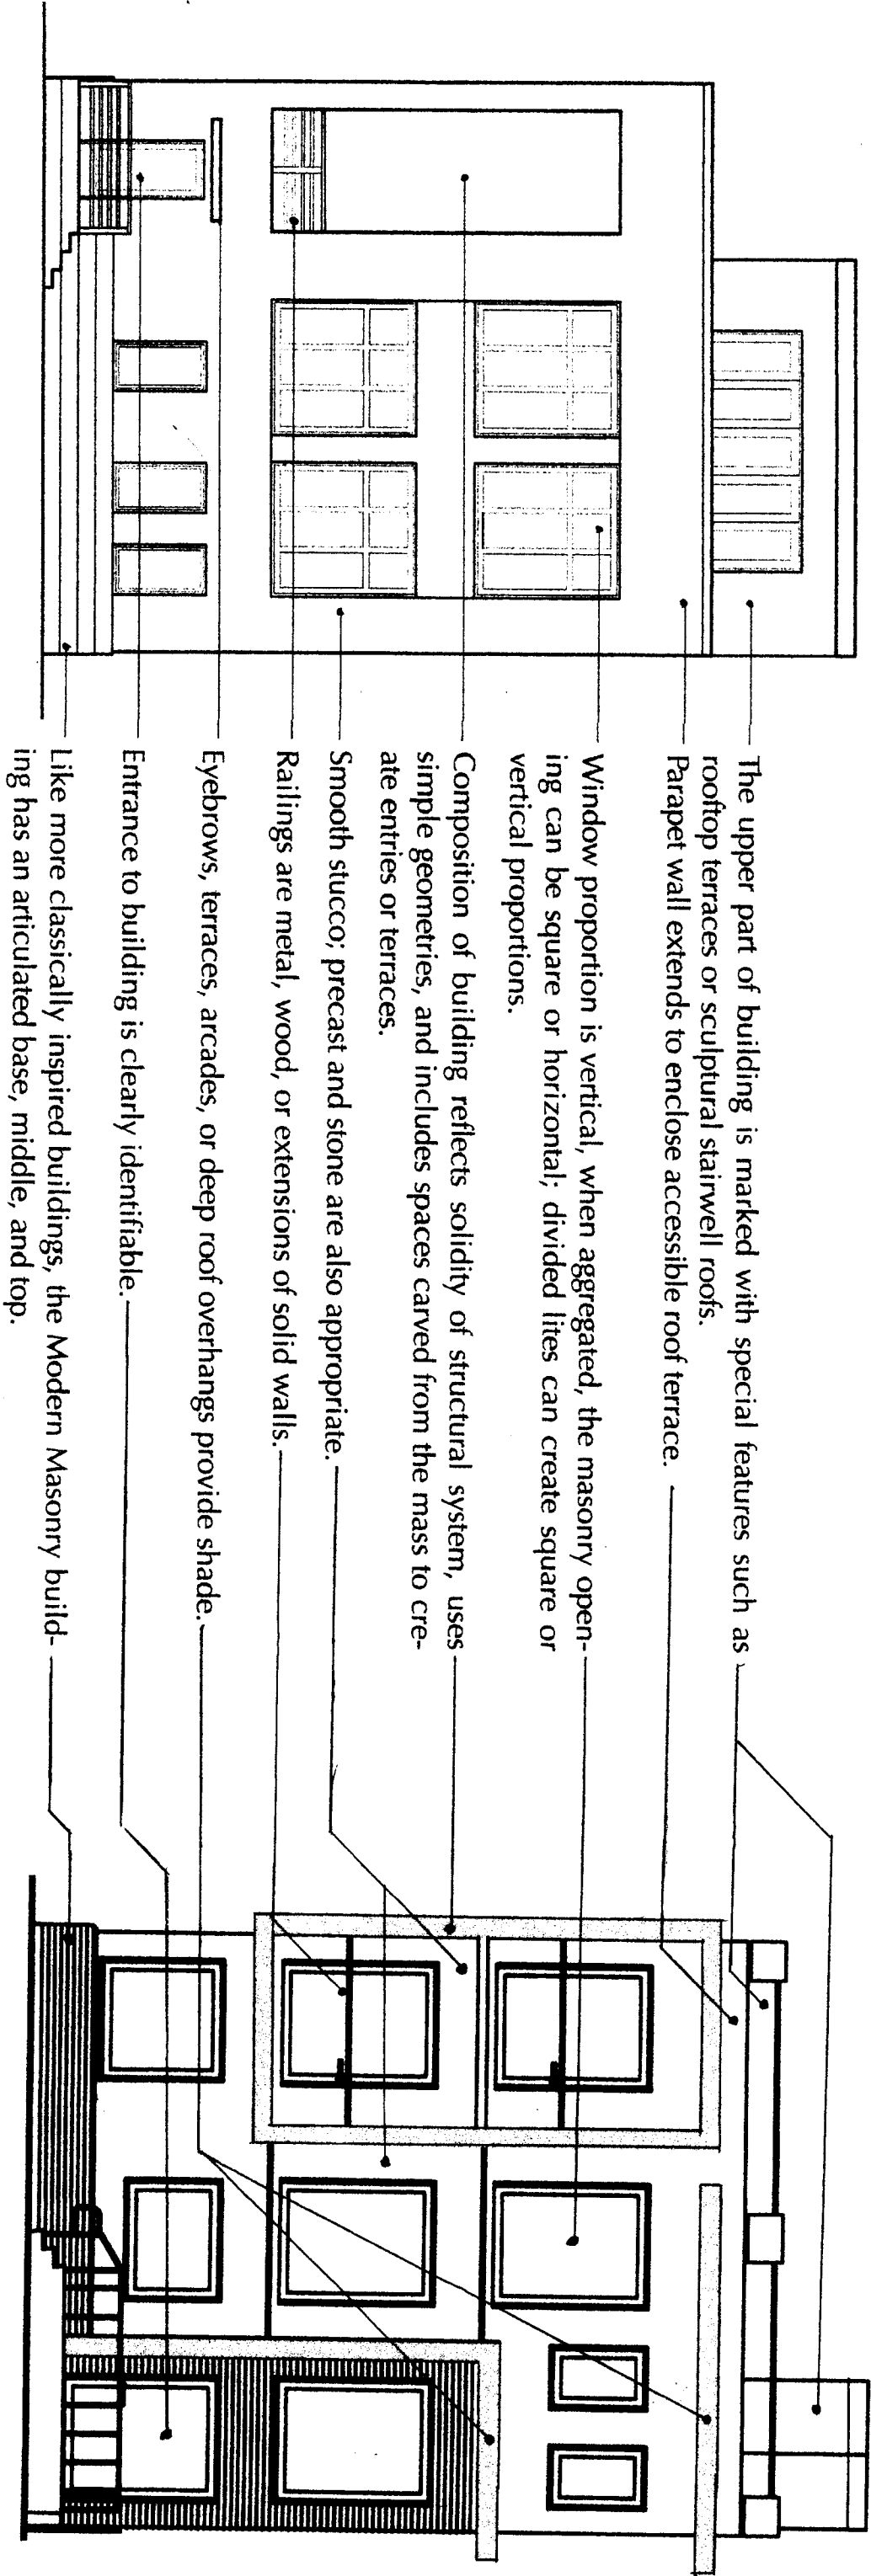 The upper part of building is marked with special features such as
rooftop terraces or sculptural stairwell roofs.
Parapet wall extends to enclose accessible roof terrace.
Window proportion is vertical, when aggregated, the masonry open-
ing can be square or horizontal; divided lites can create square or
vertical proportions.
Composition of building reflects solidity of structural system, uses
simple geometries, and includes spaces carved from the mass to cre-
ate entries or terraces.
Smooth stucco; precast and stone are also appropriate.
Railings are metal, wood, or extensions of solid walls.
Eyebrows, terraces, arcades, or deep roof overhangs provide shade.
Entrance to building is clearly identifiable.
Like more classically inspired buildings, the Modern Masonry build-
ing has an articulated base, middle, and top.